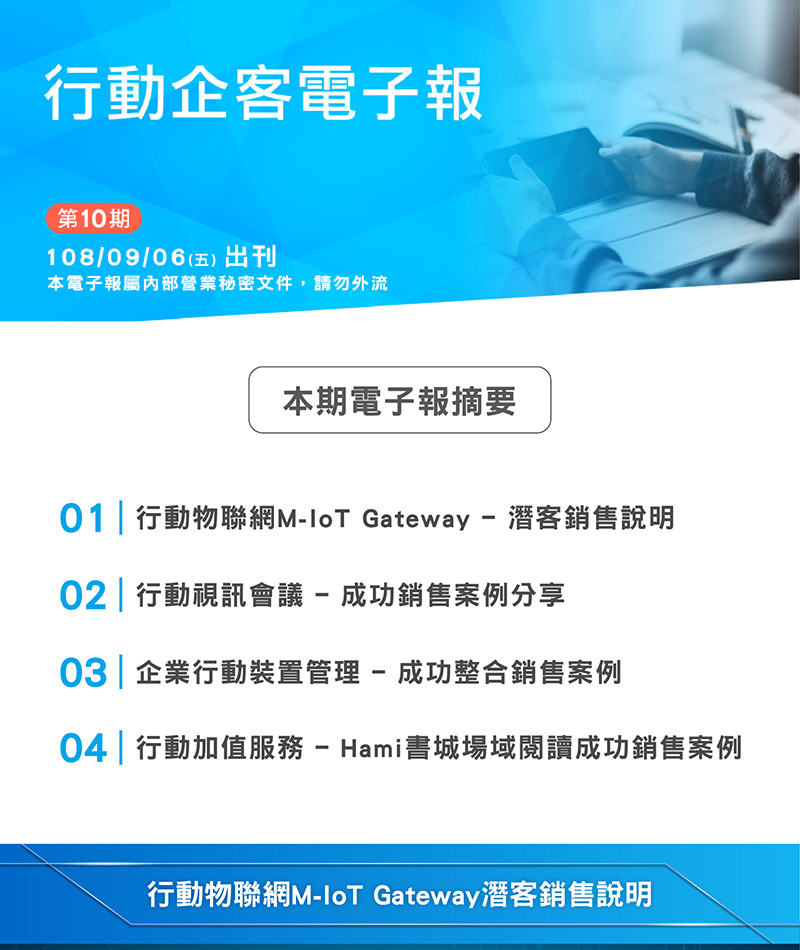 行動企客電子報
第10期
108/09/06(五) 出刊
本電子報屬內部營業秘密文件，請勿外流
本期電子報摘要
01 | 行動物聯網M-IoT Gateway – 潛客銷售說明
02 | 行動視訊會議 – 成功銷售案例分享
03 | 企業行動裝置管理 – 成功整合銷售案例
04 | 行動加值服務 – Hami書城場域閱讀成功銷售案例
行動物聯網M-IoT Gateway潛客銷售說明